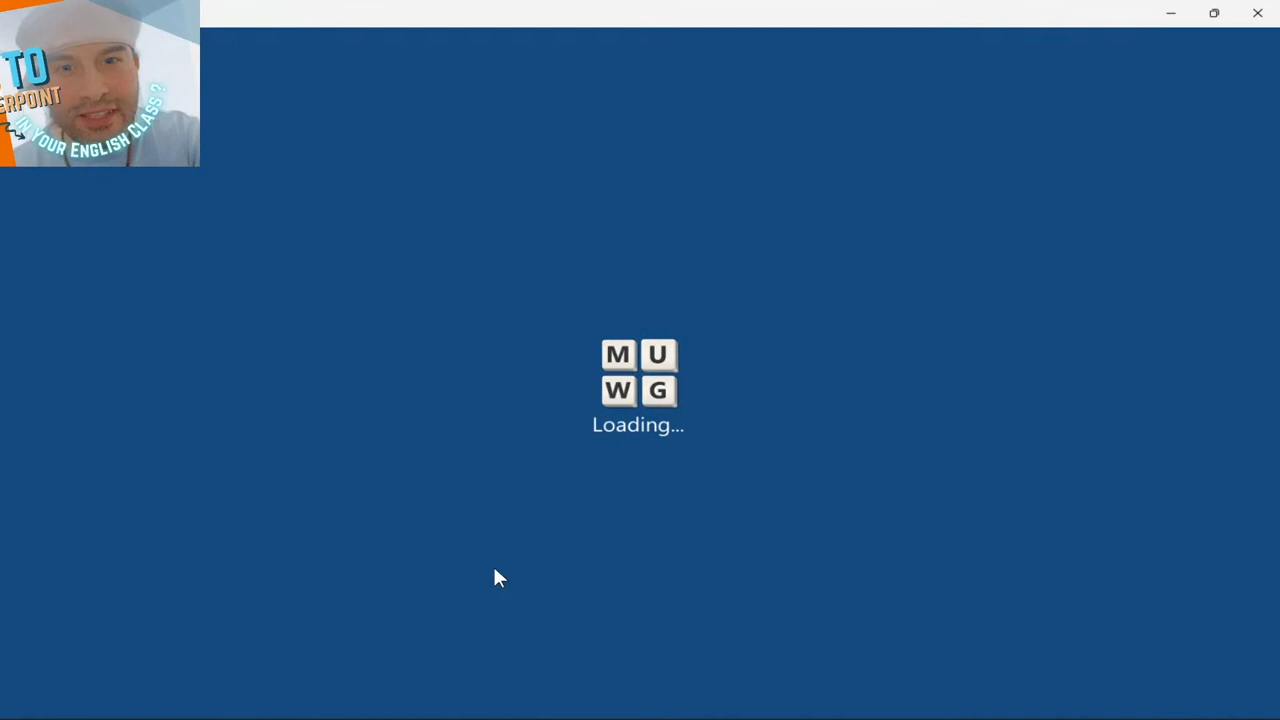 TO
ERPOINT
IN YOUR ENGLISH CLASS ?
M U
W G
Loading...